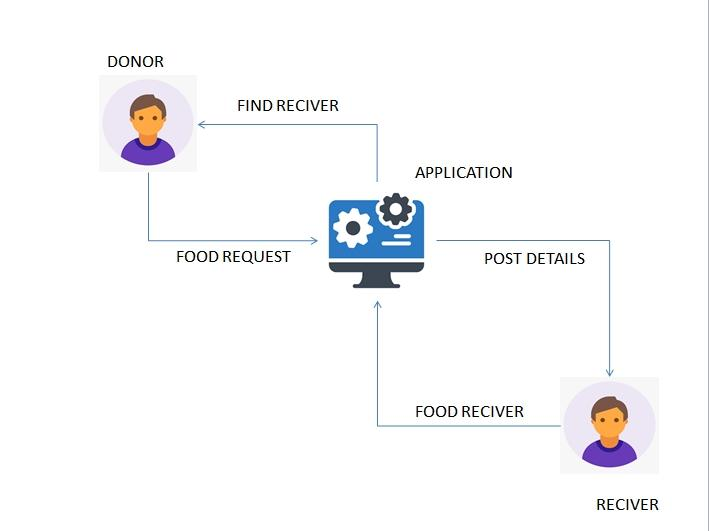 DONOR
FIND RECIVER
APPLICATION
FOOD REQUEST
POST DETAILS
FOOD RECIVER
RECIVER